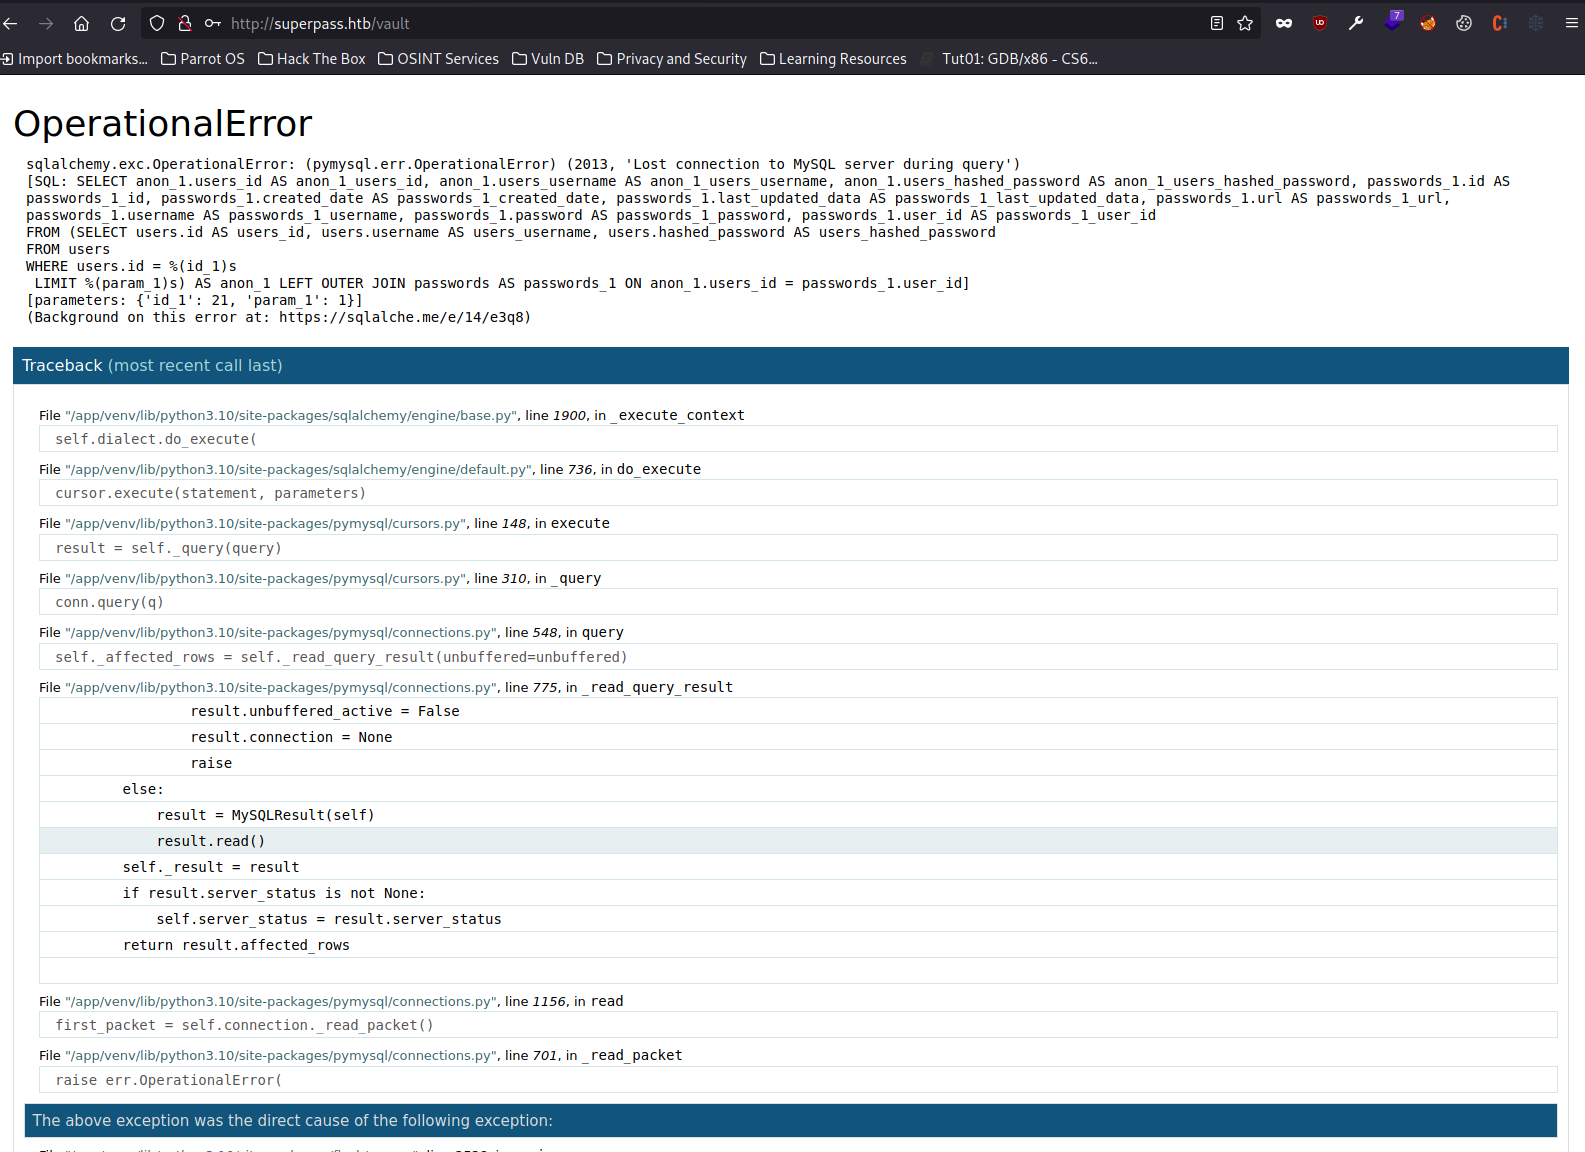 http://superpass.htb/vault
7
Import bookmarks... Parrot OS Hack The Box OSINT Services Vuln DB Privacy and Security Learning Resources Tut01: GDB/x86 - CS6...
OperationalError
sqlalchemy.exc.OperationalError: (pymysql.err.OperationalError) (2013, 'Lost connection to MySQL server during query')
[SQL: SELECT anon_1.users_id AS anon_1_users_id, anon_1.users_username AS anon_1_users_username, anon_1.users_hashed_password AS anon_1_users_hashed_password, passwords_1.id AS
passwords_1_id, passwords_1.created_date AS passwords_1_created_date, passwords_1.last_updated_data AS passwords_1_last_updated_data, passwords_1.url AS passwords_1_url,
passwords_1.username AS passwords_1_username, passwords_1.password AS passwords_1_password, passwords_1.user_id AS passwords_1_user_id
FROM (SELECT users.id AS users_id, users.username AS users_username, users.hashed_password AS users_hashed_password
FROM users
WHERE users.id = %(id_1)s
LIMIT %(param_1)s) AS anon_1 LEFT OUTER JOIN passwords AS passwords_1 ON anon_1.users_id = passwords_1.user_id]
[parameters: {'id_1': 21, 'param_1': 1}]
(Background on this error at: https://sqlalche.me/e/14/e3q8)
Traceback (most recent call last)
File "/app/venv/lib/python3.10/site-packages/sqlalchemy/engine/base.py", line 1900, in _execute_context
self.dialect.do_execute(
File "/app/venv/lib/python3.10/site-packages/sqlalchemy/engine/default.py", line 736, in do_execute
cursor.execute(statement, parameters)
File "/app/venv/lib/python3.10/site-packages/pymysql/cursors.py", line 148, in execute
result = self._query(query)
File "/app/venv/lib/python3.10/site-packages/pymysql/cursors.py", line 310, in _query
conn.query(q)
File "/app/venv/lib/python3.10/site-packages/pymysql/connections.py", line 548, in query
self._affected_rows = self._read_query_result(unbuffered=unbuffered)
File "/app/venv/lib/python3.10/site-packages/pymysql/connections.py", line 775, in _read_query_result
result.unbuffered_active = False
result.connection = None
raise
else:
result = MySQLResult(self)
result.read()
self._result = result
if result.server_status is not None:
self.server_status = result.server_status
return result.affected_rows
File "/app/venv/lib/python3.10/site-packages/pymysql/connections.py", line 1156, in read
first_packet = self.connection._read_packet()
File "/app/venv/lib/python3.10/site-packages/pymysql/connections.py", line 701, in _read_packet
raise err.OperationalError(
The above exception was the direct cause of the following exception: